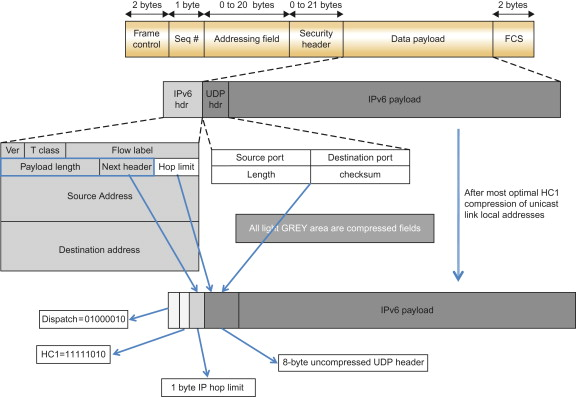 2 bytes 1 byte 0 to 20 bytes 0 to 21 bytes 2 bytes
Frame control Seq # Addressing field Security header Data payload FCS
IPv6 hdr UDP hdr IPv6 payload
Ver T class Flow label
Payload length Next header Hop limit
Source Address
Destination address
Source port Destination port
Length checksum
All light GREY area are compressed fields
After most optimal HC1
compression of unicast
link local addresses
IPv6 payload
Dispatch=01000010
HC1=11111010
1 byte IP hop limit
8-byte uncompressed UDP header